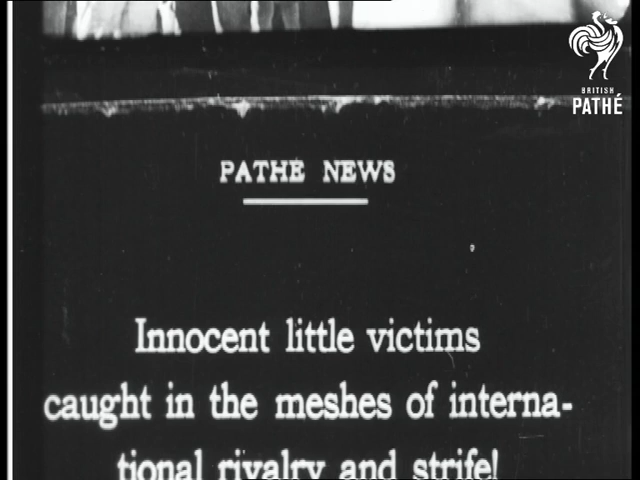 BRITISH
PATHÉ
PATHE NEWS
Innocent little victims
caught in the meshes of interna-
tional rivalry and strife!